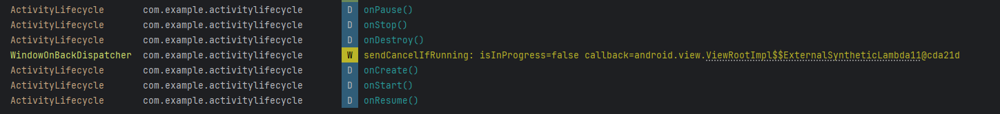 ActivityLifecycle com.example.activitylifecycle D onPause()
ActivityLifecycle com.example.activitylifecycle D onStop()
ActivityLifecycle com.example.activitylifecycle D onDestroy()
WindowOnBackDispatcher com.example.activitylifecycle W sendCancelIfRunning: isInProgress=false callback=android.view.ViewRootImpl$$ExternalSyntheticLambda11@cda21d
ActivityLifecycle com.example.activitylifecycle D onCreate()
ActivityLifecycle com.example.activitylifecycle D onStart()
ActivityLifecycle com.example.activitylifecycle D onResume()